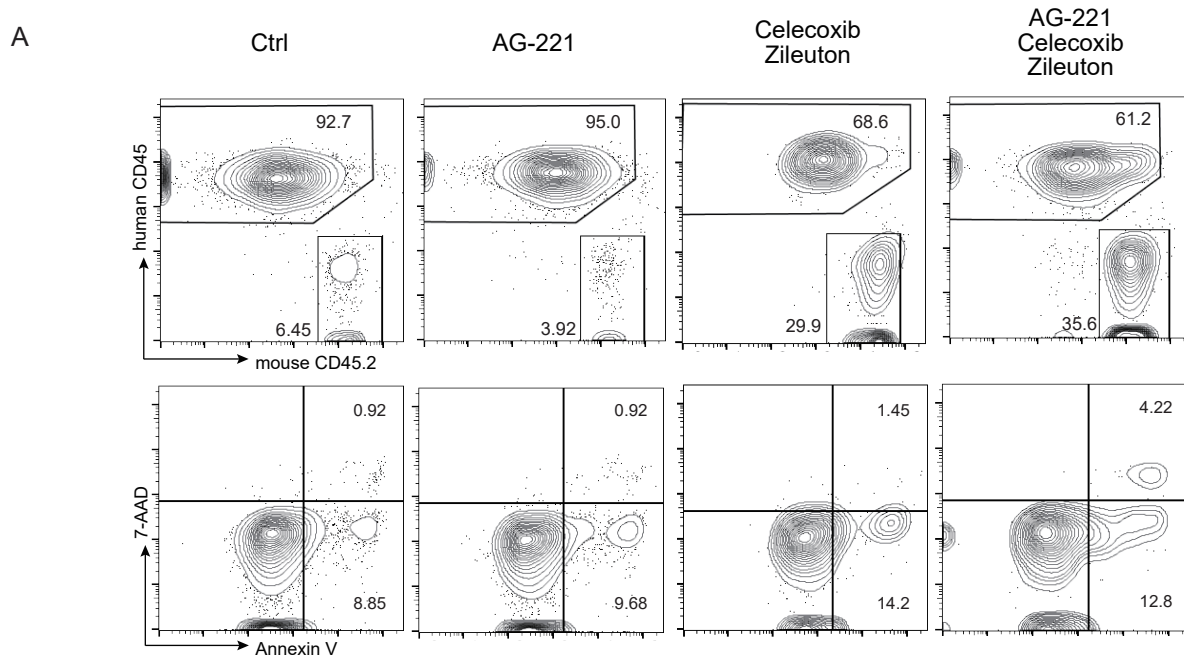 A
Ctrl
AG-221
Celecoxib
Zileuton
AG-221
Celecoxib
Zileuton
human CD45
92.7
95.0
68.6
61.2
6.45
3.92
29.9
35.6
mouse CD45.2
7-AAD
0.92
0.92
1.45
4.22
8.85
9.68
14.2
12.8
Annexin V